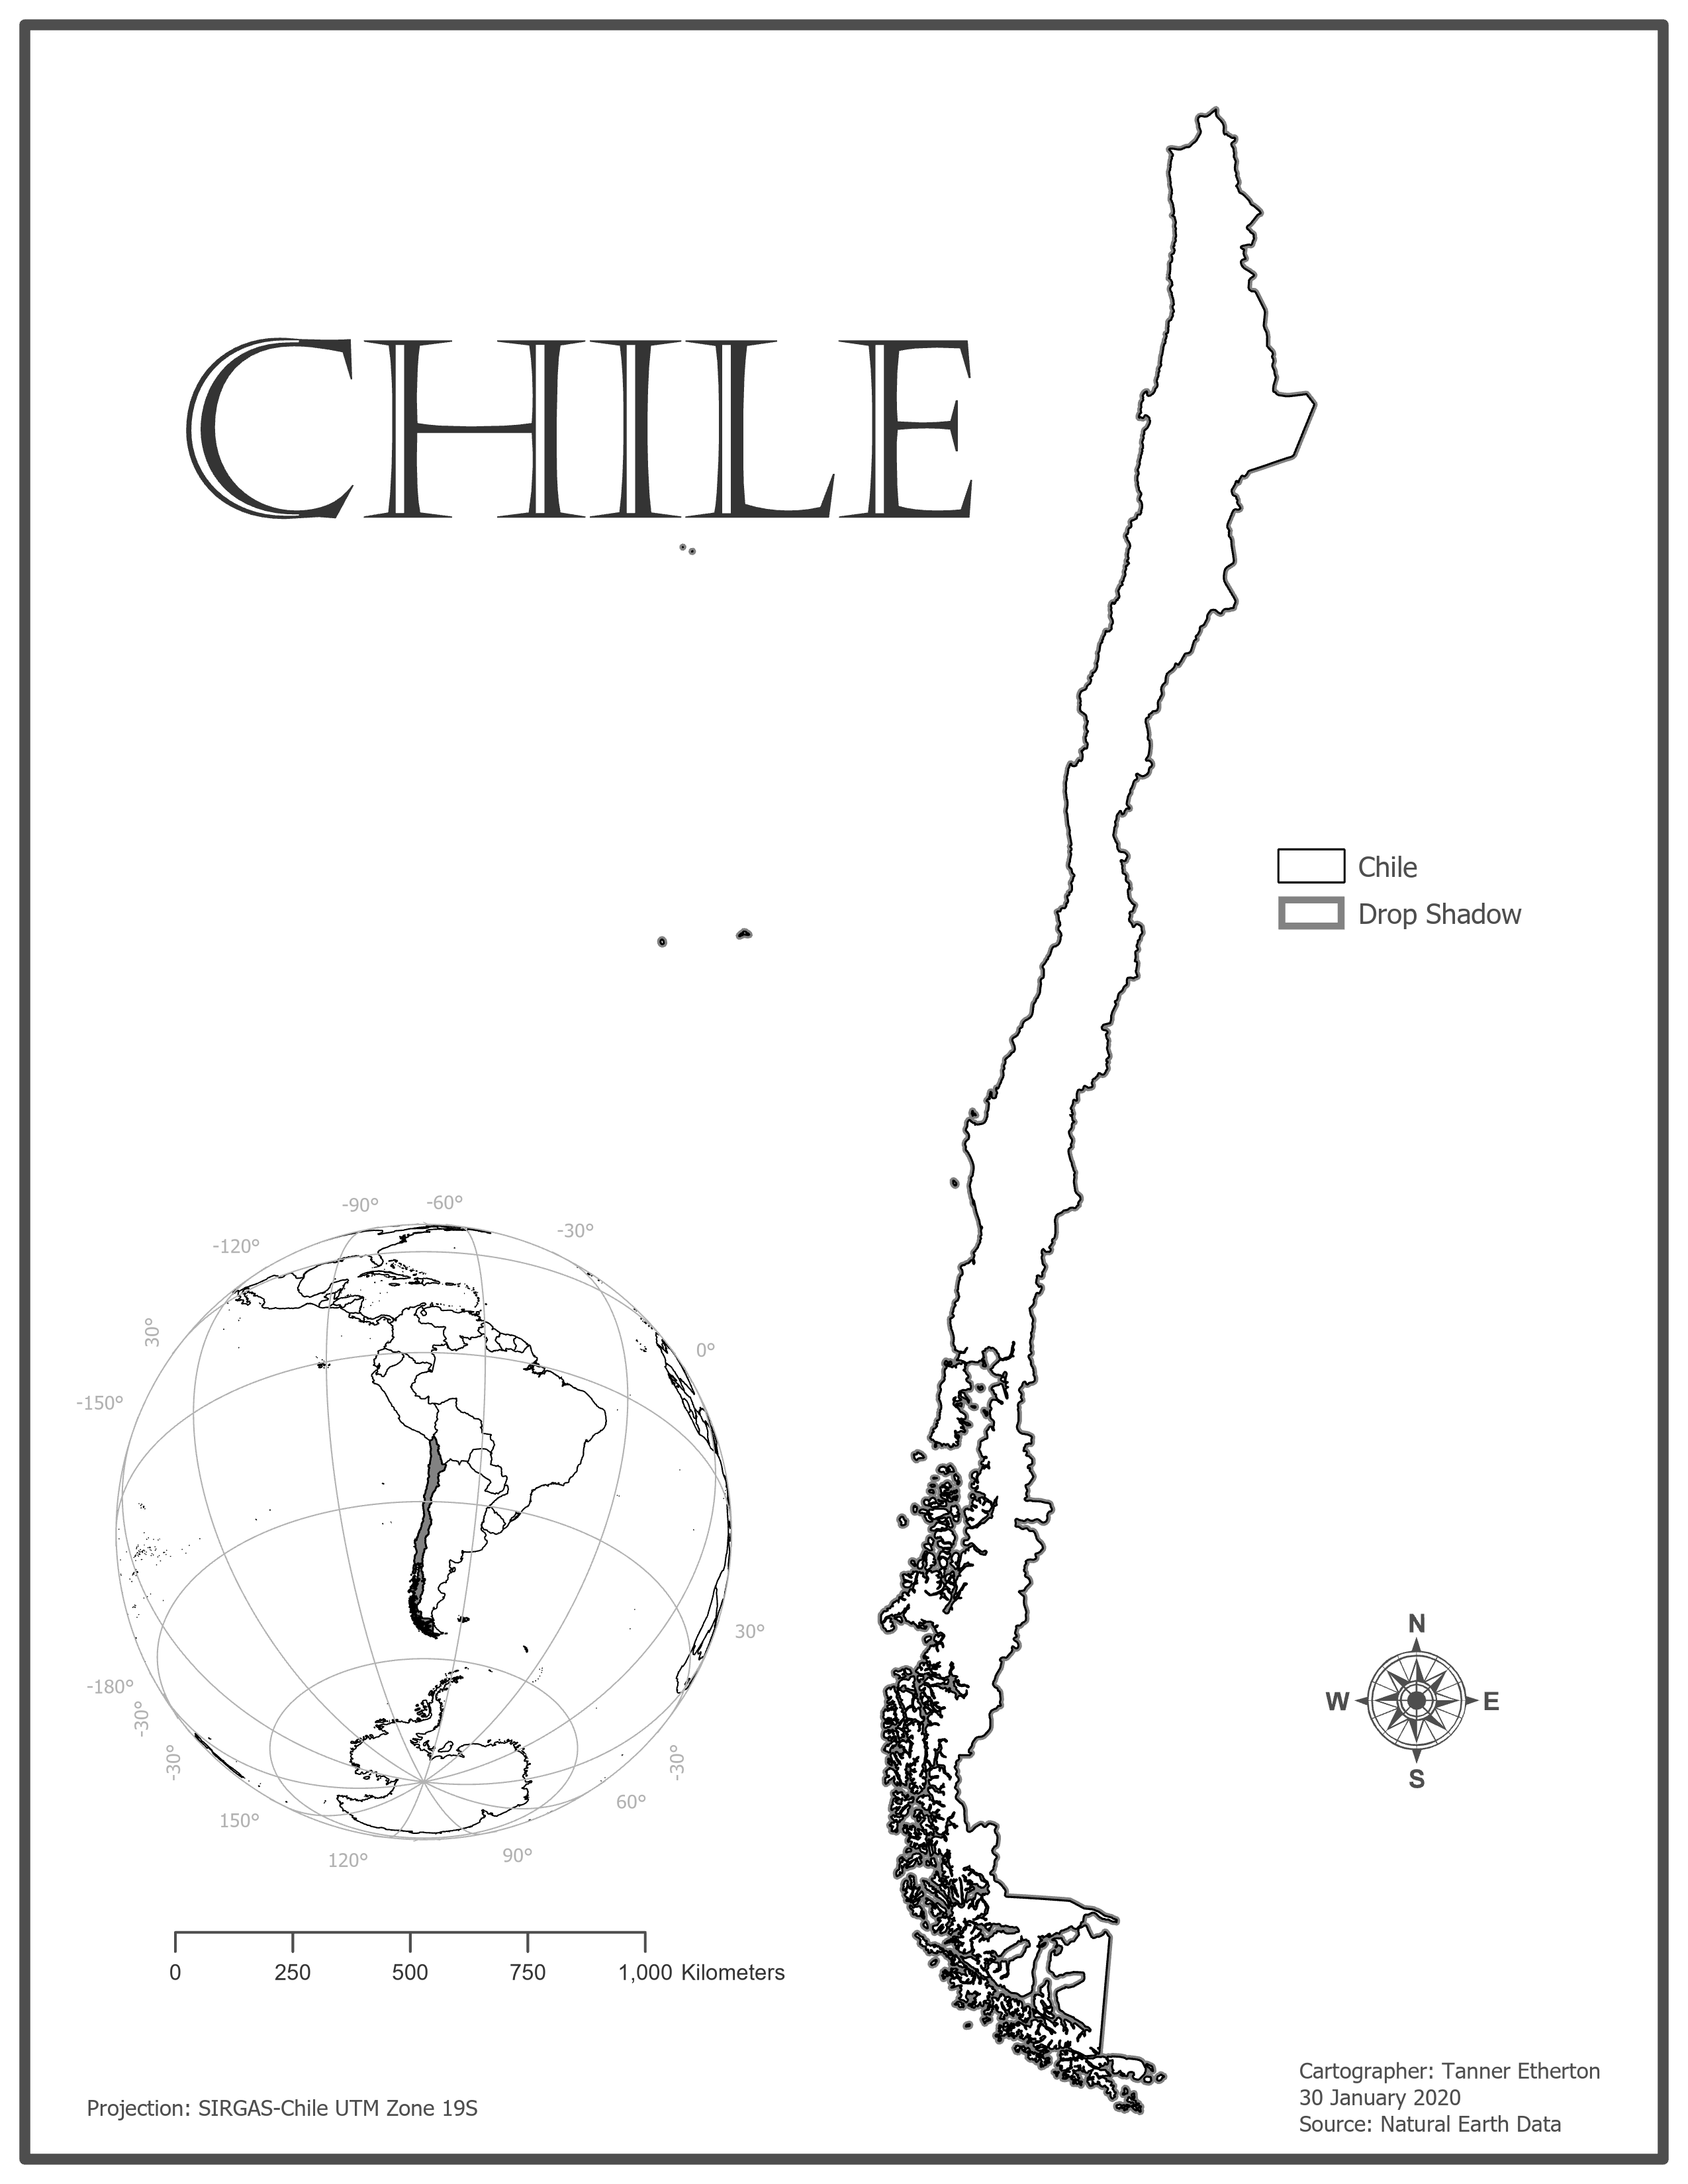 CHILE
Chile
Drop Shadow
-90°
-60°
-120°
-30°
30°
0°
-150°
30°
-180°
-30°
-30°
-30°
150°
60°
120°
90°
N
W
E
S
0
250
500
750
1,000 Kilometers
Projection: SIRGAS-Chile UTM Zone 19S
Cartographer: Tanner Etherton
30 January 2020
Source: Natural Earth Data